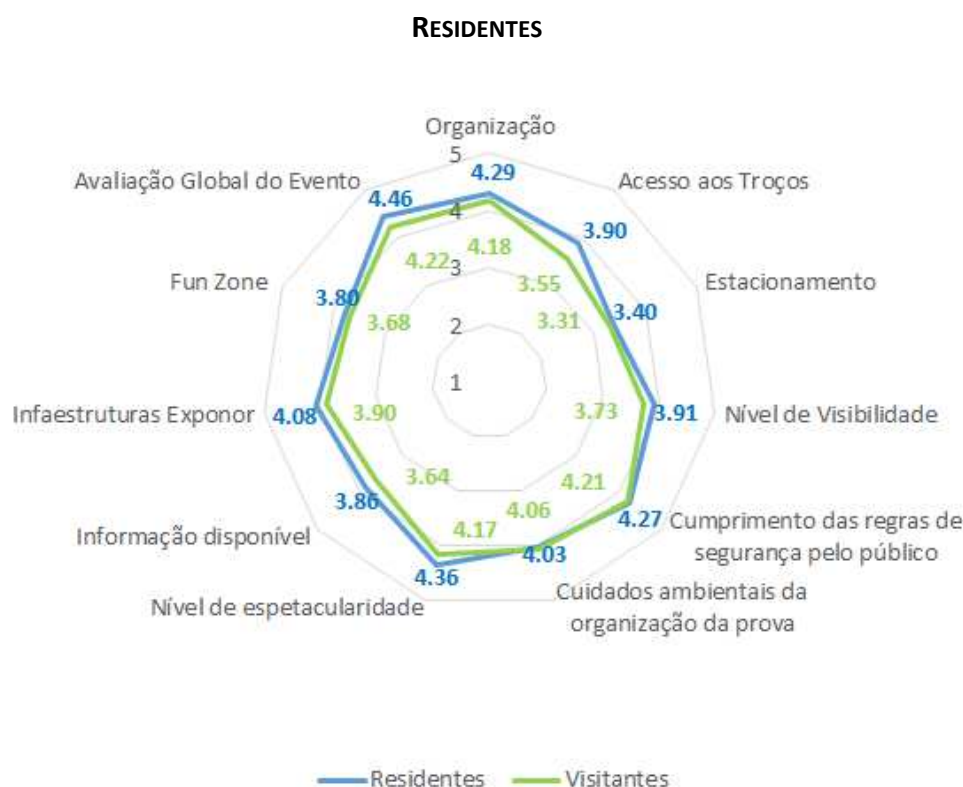 RESIDENTES
Organização
5
4.29
Avaliação Global do Evento
4.46
Acesso aos Troços
4
3.90
4.22
4.18
3.55
Fun Zone
3
Estacionamento
3.80
3.68
3.31
3.40
2
1
Infaestruturas Exponor
4.08
3.90
3.73
3.91
Nível de Visibilidade
3.64
4.21
3.86
4.06
4.27
Cumprimento das regras de
segurança pelo público
Informação disponível
4.17
4.03
4.36
Nível de espetacularidade
Cuidados ambientais da
organização da prova
Residentes
Visitantes